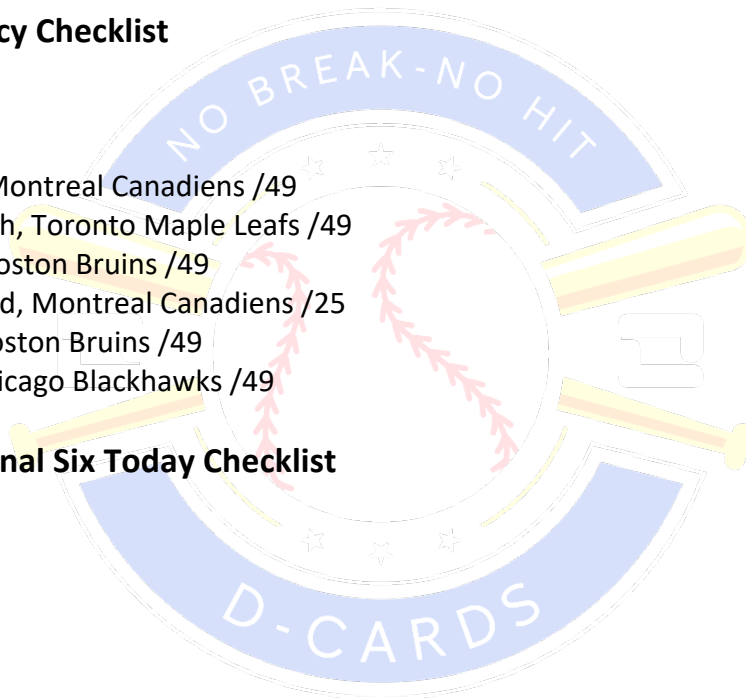 cy Checklist
NO BREAK-NO HIT
Montreal Canadiens /49
h, Toronto Maple Leafs /49
oston Bruins /49
d, Montreal Canadiens /25
oston Bruins /49
icago Blackhawks /49
nal Six Today Checklist
D-CARDS